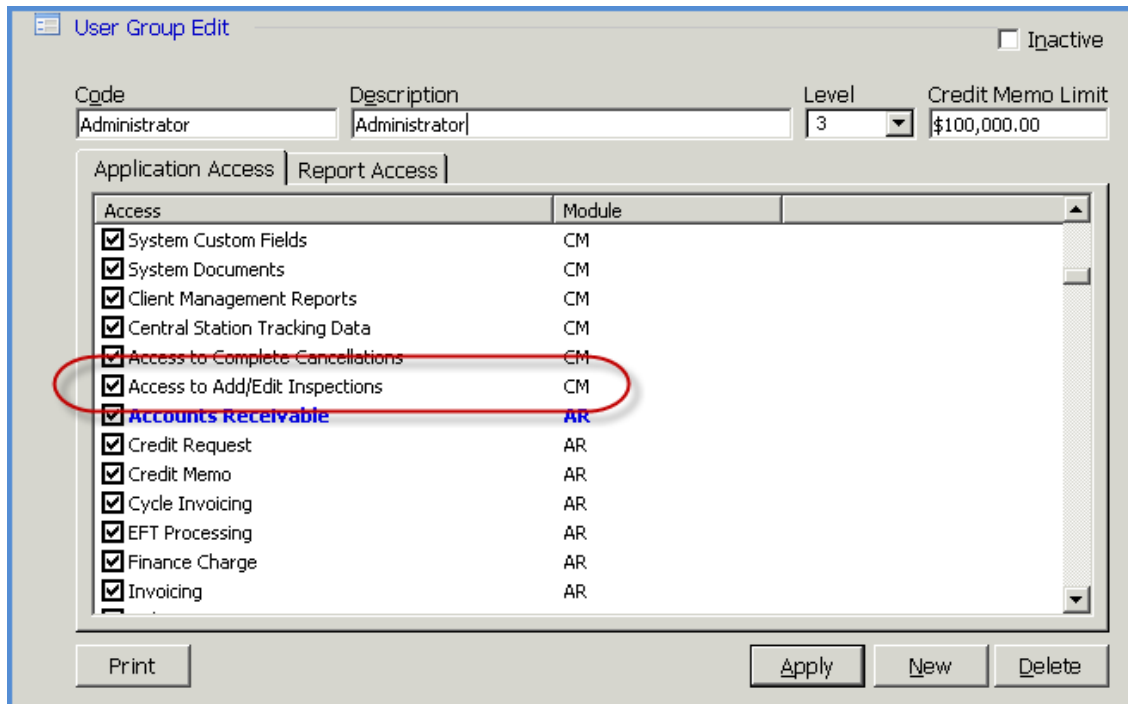 User Group Edit
Inactive
Code Description Level Credit Memo Limit
Administrator Administrator 3 $100,000.00
Application Access Report Access
Access Module
System Custom Fields CM
System Documents CM
Client Management Reports CM
Central Station Tracking Data CM
Access to Complete Cancellations CM
Access to Add/Edit Inspections CM
Accounts Receivable AR
Credit Request AR
Credit Memo AR
Cycle Invoicing AR
EFT Processing AR
Finance Charge AR
Invoicing AR
Print Apply New Delete